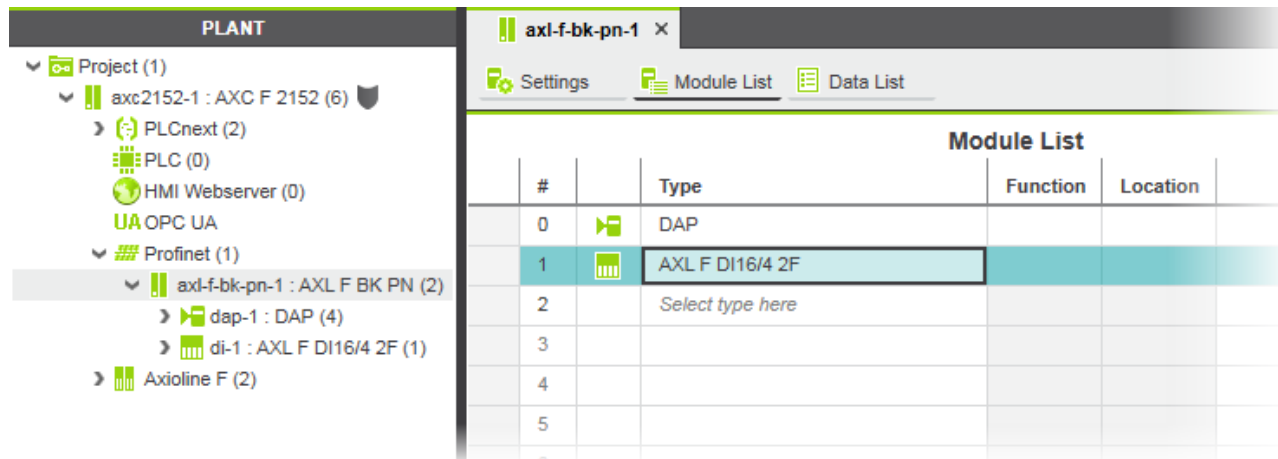 PLANT
Project (1)
axc2152-1 : AXC F 2152 (6)
PLCnext (2)
PLC (0)
HMI Webserver (0)
UA OPC UA
Profinet (1)
axl-f-bk-pn-1 : AXL F BK PN (2)
dap-1 : DAP (4)
di-1 : AXL F DI16/4 2F (1)
Axioline F (2)
axl-f-bk-pn-1 ×
Settings Module List Data List
Module List
# Type Function Location
0 DAP
1 AXL F DI16/4 2F
2 Select type here
3
4
5